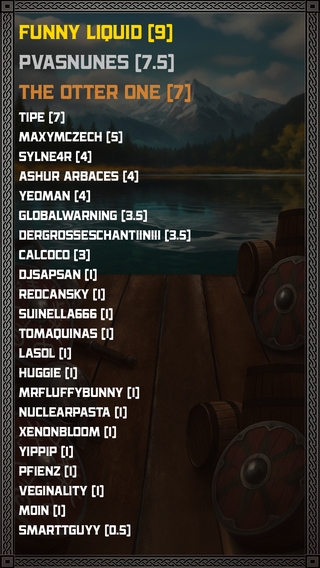 FUNNY LIQUID [9]
PVASNUNES [7.5]
THE OTTER ONE [7]
TIPE [7]
MAXYMCZECH [5]
SYLNE4R [4]
ASHUR ARBACES [4]
YEOMAN [4]
GLOBALWARNING [3.5]
DERGROSSESCHANTIINIII [3.5]
CALCOCO [3]
DJSAPSAN [1]
REDCANSKY [1]
SUINELLA666 [1]
TOMAQUINAS [1]
LASOL [1]
HUGGIE [1]
MRFLUFFYBUNNY [1]
NUCLEARPASTA [1]
XENONBLOOM [1]
YIPPIP [1]
PFIENZ [1]
VEGINALITY [1]
MOIN [1]
SMARTTGUYY [0.5]